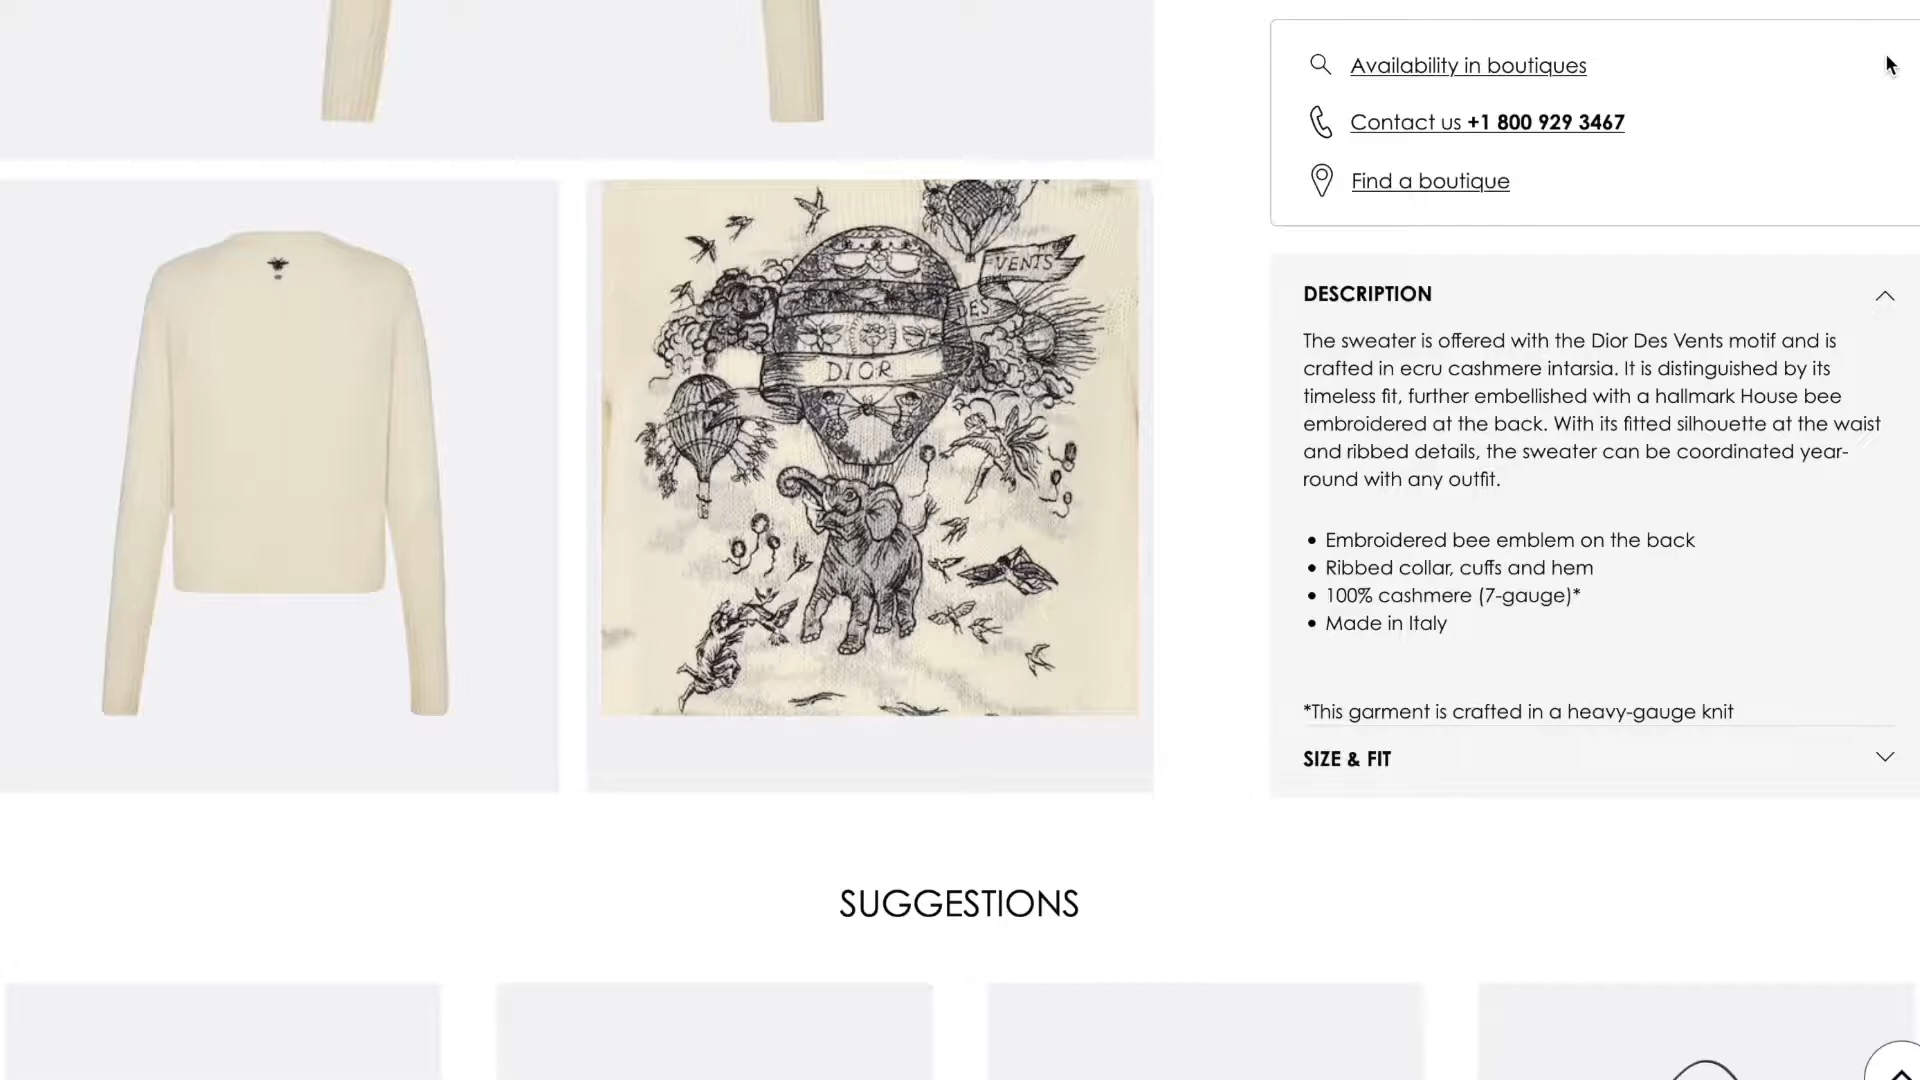 Availability in boutiques
Contact us +1 800 929 3467
Find a boutique
VENTS
DES
DIOR
DESCRIPTION
The sweater is offered with the Dior Des Vents motif and is
crafted in ecru cashmere intarsia. It is distinguished by its
timeless fit, further embellished with a hallmark House bee
embroidered at the back. With its fitted silhouette at the waist
and ribbed details, the sweater can be coordinated year-
round with any outfit.
• Embroidered bee emblem on the back
• Ribbed collar, cuffs and hem
• 100% cashmere (7-gauge)*
• Made in Italy
*This garment is crafted in a heavy-gauge knit
SIZE & FIT
SUGGESTIONS